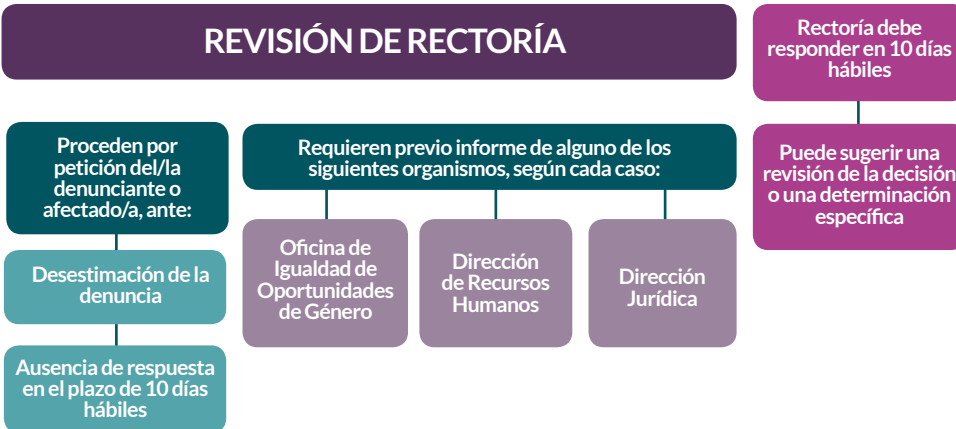 REVISIÓN DE RECTORÍA
Proceden por
petición del/la
denunciante o
afectado/a, ante:
Desestimación de la
denuncia
Ausencia de respuesta
en el plazo de 10 días
hábiles
Requieren previo informe de alguno de los
siguientes organismos, según cada caso:
Oficina de
Igualdad de
Oportunidades
de Género
Dirección
de Recursos
Humanos
Dirección
Jurídica
Rectoría debe
responder en 10 días
hábiles
Puede sugerir una
revisión de la decisión
o una determinación
específica